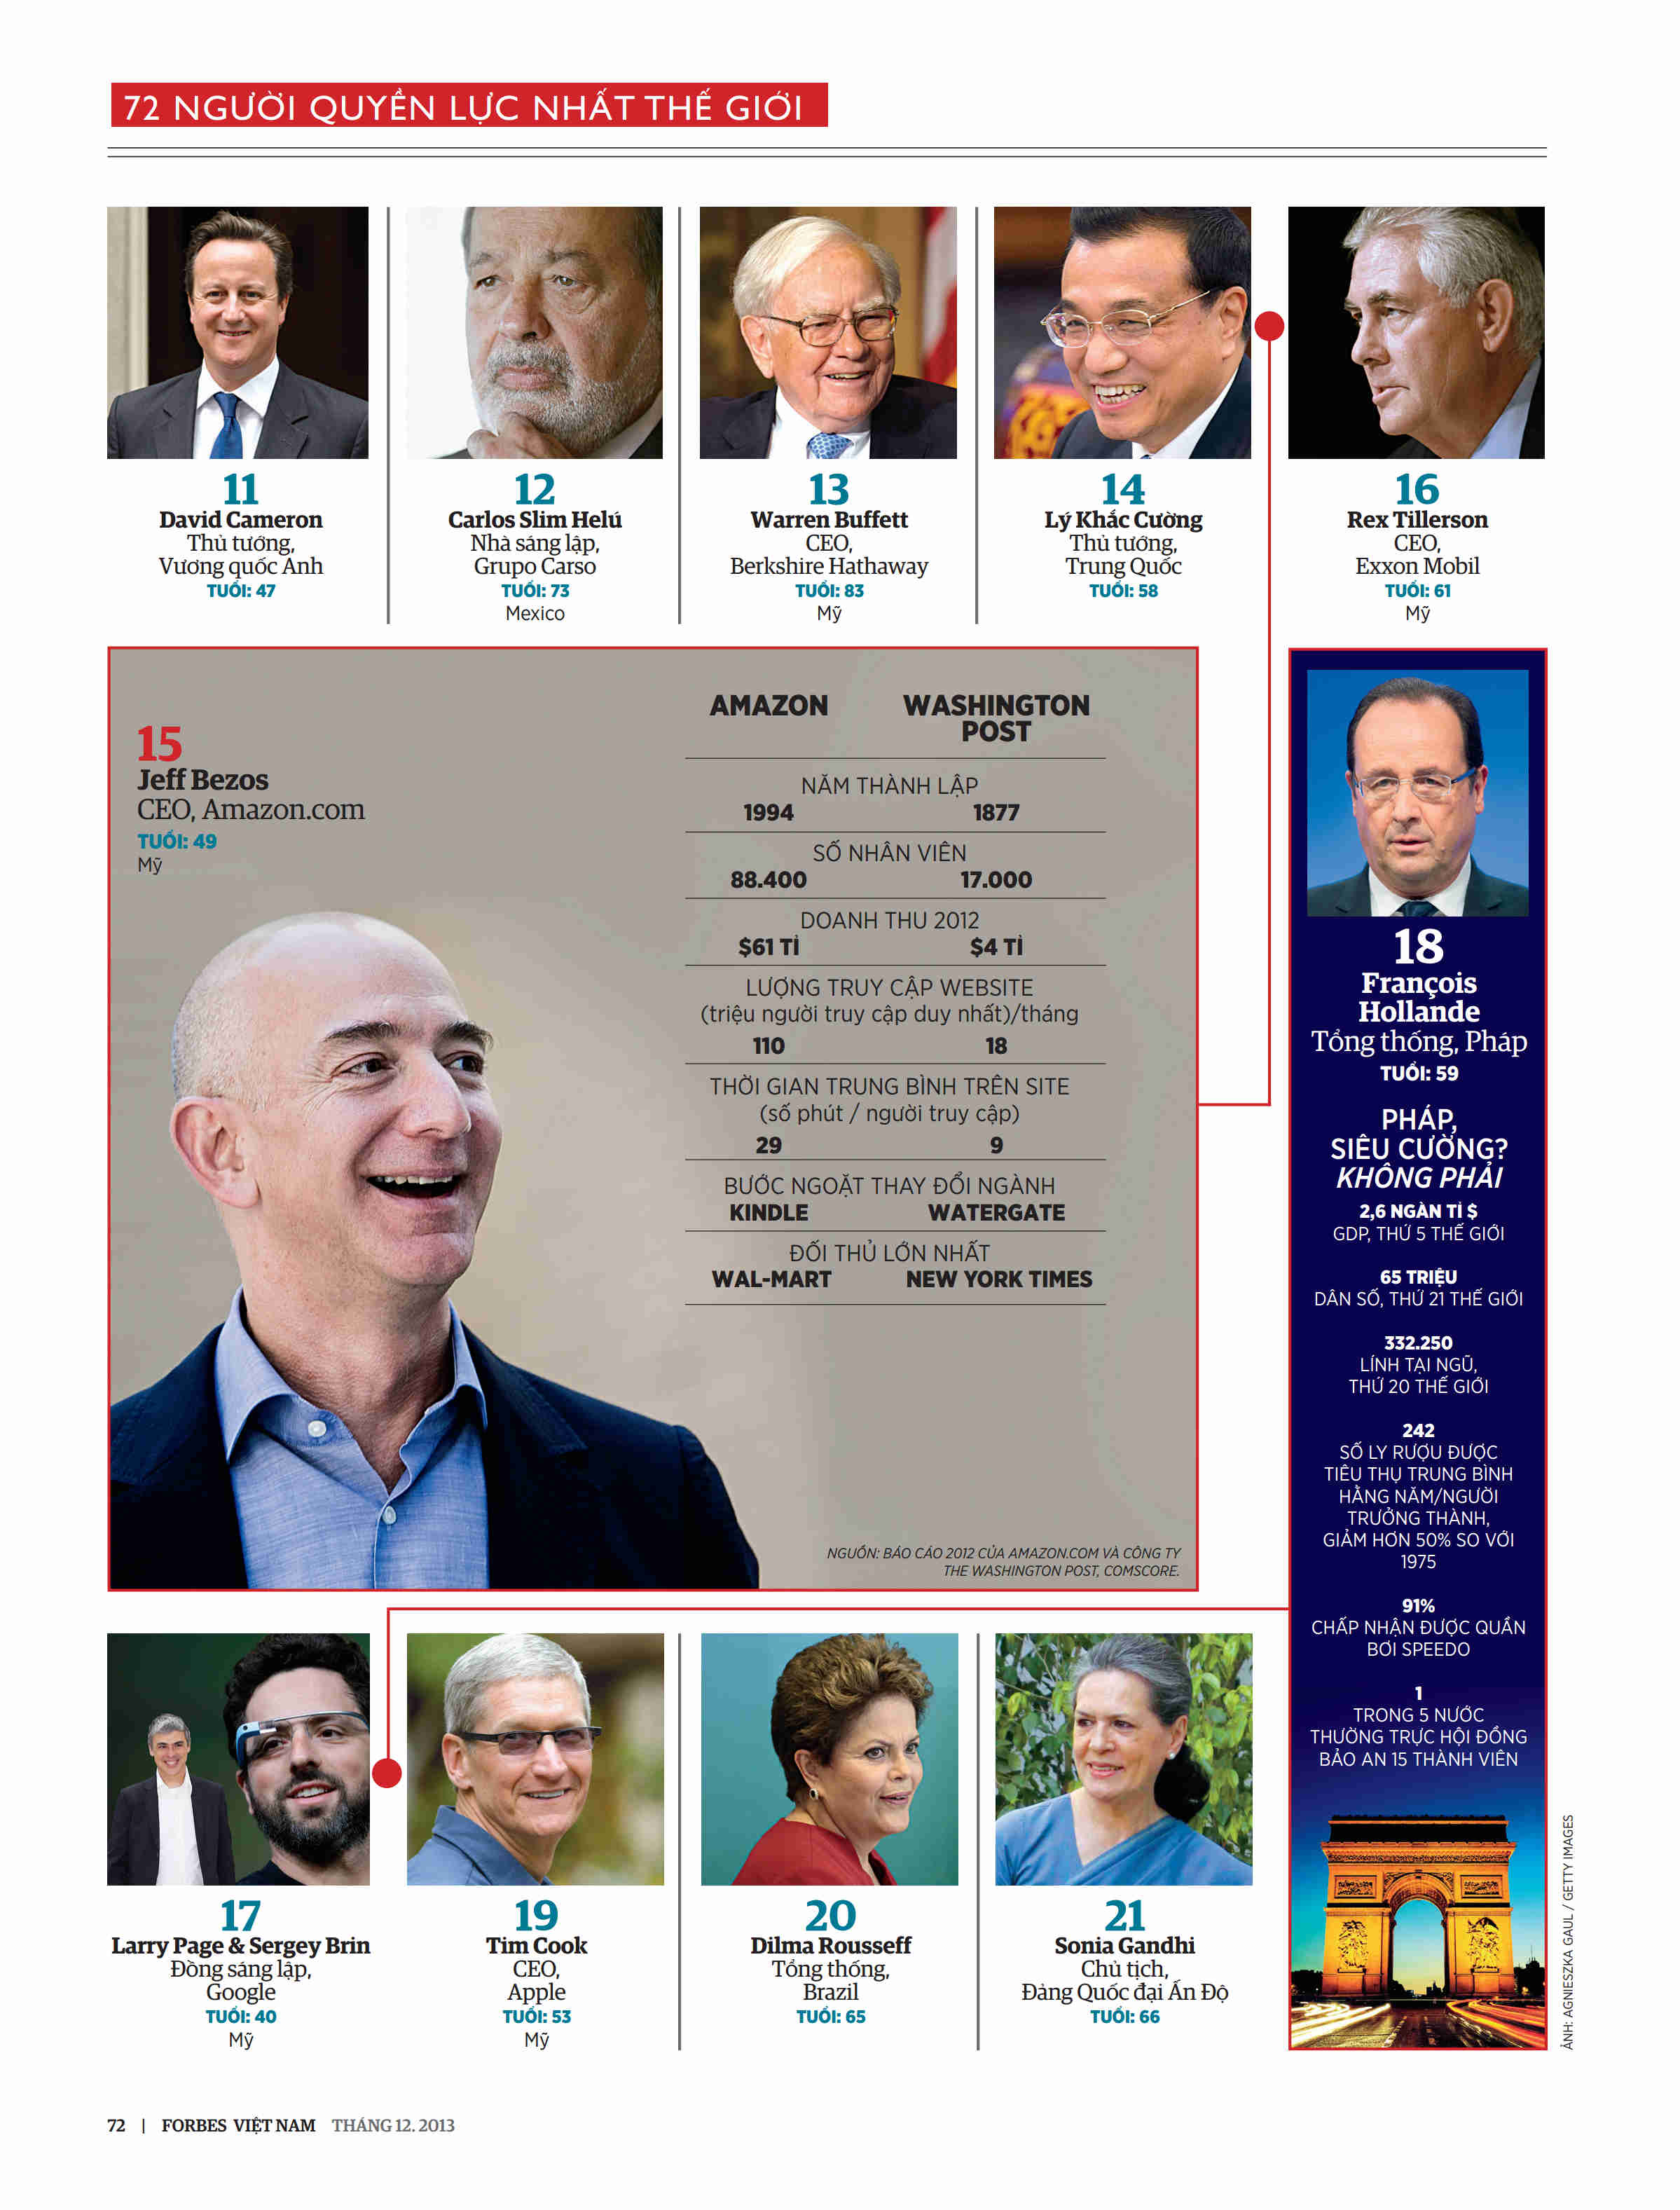 72 NGƯỜI QUYỀN LỰC NHẤT THẾ GIỚI
11
David Cameron
Thủ tướng,
Vương quốc Anh
TUỔI: 47
12
Carlos Slim Helú
Nhà sáng lập,
Grupo Carso
TUỔI: 73
Mexico
13
Warren Buffett
CEO,
Berkshire Hathaway
TUỔI: 83
Mỹ
14
Lý Khắc Cường
Thủ tướng,
Trung Quốc
TUỔI: 58
16
Rex Tillerson
CEO,
Exxon Mobil
TUỔI: 61
Mỹ
15
Jeff Bezos
CEO, Amazon.com
TUỔI: 49
Mỹ
AMAZON WASHINGTON
POST
NĂM THÀNH LẬP
1994 1877
SỐ NHÂN VIÊN
88.400 17.000
DOANH THU 2012
$61 TỈ $4 TỈ
LƯỢNG TRUY CẬP WEBSITE
(triệu người truy cập duy nhất)/tháng
110 18
THỜI GIAN TRUNG BÌNH TRÊN SITE
(số phút / người truy cập)
29 9
BƯỚC NGOẶT THAY ĐỔI NGÀNH
KINDLE WATERGATE
ĐỐI THỦ LỚN NHẤT
WAL-MART NEW YORK TIMES
NGUỒN: BÁO CÁO 2012 CỦA AMAZON.COM VÀ CÔNG TY
THE WASHINGTON POST, COMSCORE.
18
François
Hollande
Tổng thống, Pháp
TUỔI: 59
PHÁP,
SIÊU CƯỜNG?
KHÔNG PHẢI
2,6 NGÀN TỈ $
GDP, THỨ 5 THẾ GIỚI
65 TRIỆU
DÂN SỐ, THỨ 21 THẾ GIỚI
332.250
LÍNH TẠI NGŨ,
THỨ 20 THẾ GIỚI
242
SỐ LY RƯỢU ĐƯỢC
TIÊU THỤ TRUNG BÌNH
HẰNG NĂM/NGƯỜI
TRƯỞNG THÀNH,
GIẢM HƠN 50% SO VỚI
1975
91%
CHẤP NHẬN ĐƯỢC QUẦN
BƠI SPEEDO
1
TRONG 5 NƯỚC
THƯỜNG TRỰC HỘI ĐỒNG
BẢO AN 15 THÀNH VIÊN
17
Larry Page & Sergey Brin
Đồng sáng lập,
Google
TUỔI: 40
Mỹ
19
Tim Cook
CEO,
Apple
TUỔI: 53
Mỹ
20
Dilma Rousseff
Tổng thống,
Brazil
TUỔI: 65
21
Sonia Gandhi
Chủ tịch,
Đảng Quốc đại Ấn Độ
TUỔI: 66
ẢNH: AGNIESZKA GAUL / GETTY IMAGES
72 | FORBES VIỆT NAM THÁNG 12. 2013